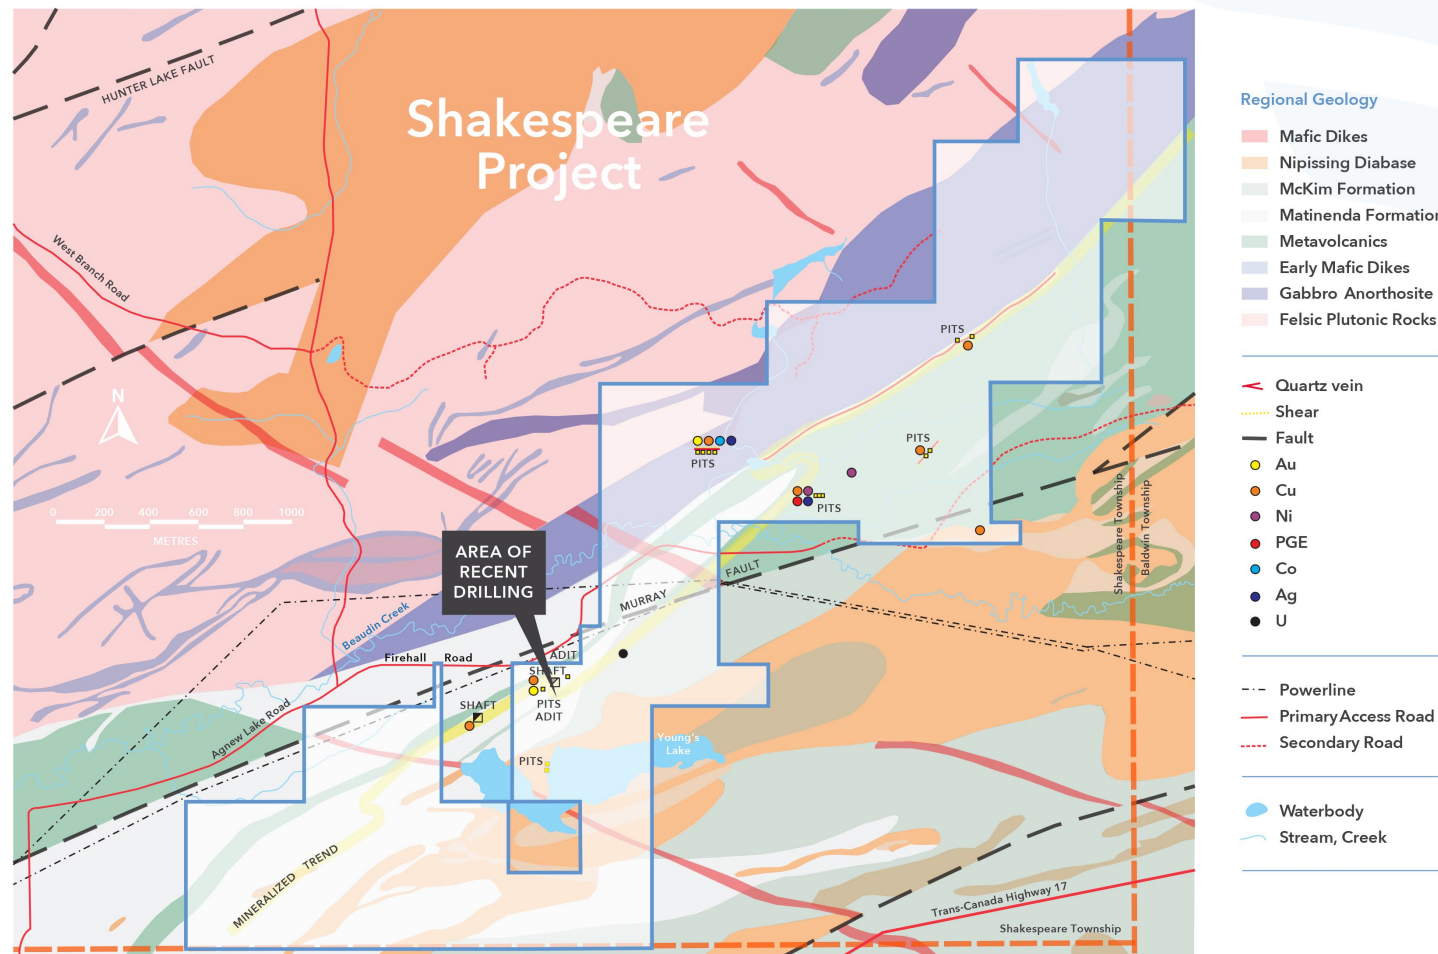 HUNTER LAKE FAULT
Shakespeare
Project
West Branch Road
N
0 200 400 600 800 1000
METRES
PITS
PITS
PITS
PITS
Shakespeare Township
Baldwin Township
AREA OF
RECENT
DRILLING
FAULT
MURRAY
Beaudin Creek
Firehall Road
ADIT
SHAFT
PITS
ADIT
SHAFT
Agnew Lake Road
PITS
Young's
Lake
MINERALIZED TREND
Trans-Canada Highway 17
Shakespeare Township
Regional Geology
Mafic Dikes
Nipissing Diabase
McKim Formation
Matinenda Formation
Metavolcanics
Early Mafic Dikes
Gabbro Anorthosite
Felsic Plutonic Rocks
Quartz vein
Shear
Fault
Au
Cu
Ni
PGE
Co
Ag
U
Powerline
Primary Access Road
Secondary Road
Waterbody
Stream, Creek